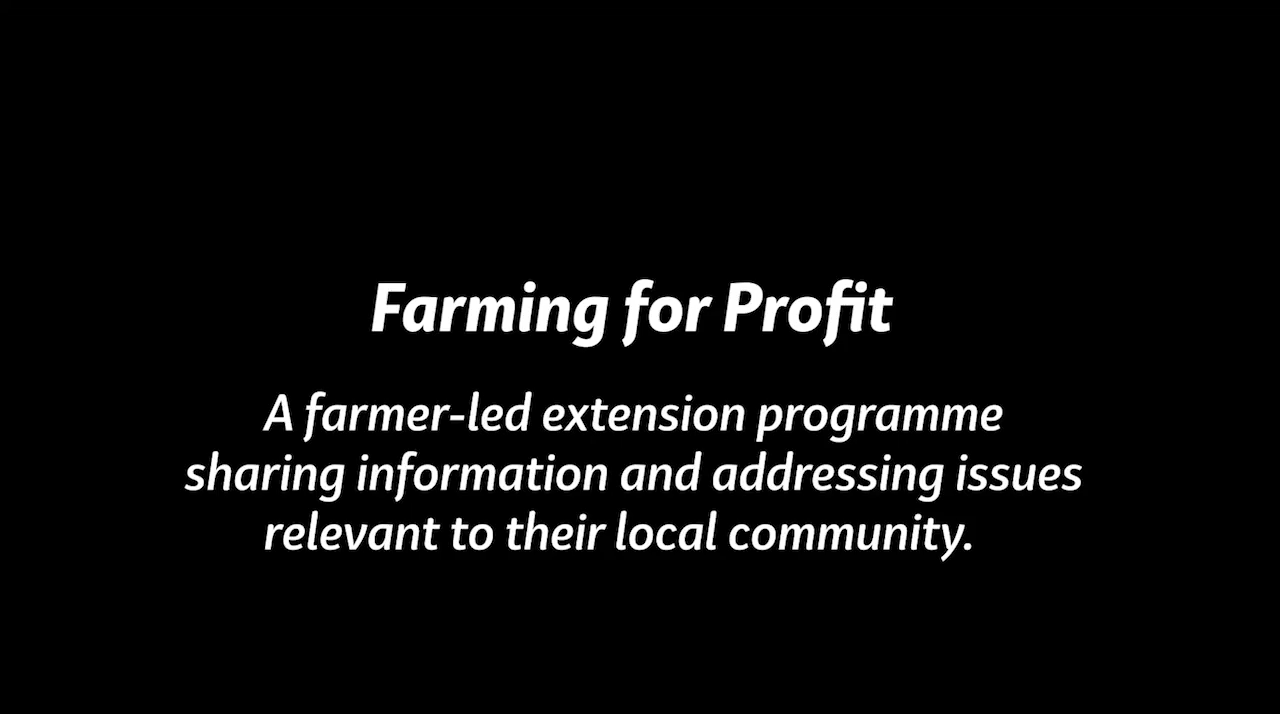 Farming for Profit
A farmer-led extension programme
sharing information and addressing issues
relevant to their local community.